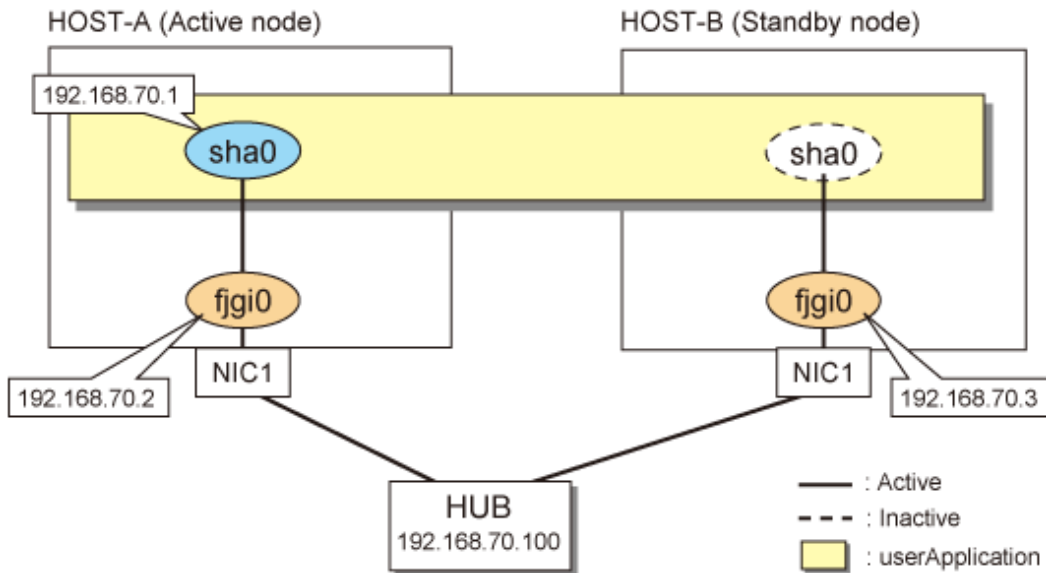 HOST-A (Active node)
HOST-B (Standby node)
192.168.70.1
sha0
sha0
fjgi0
fjgi0
NIC1
NIC1
192.168.70.2
192.168.70.3
HUB
192.168.70.100
: Active
: Inactive
: userApplication